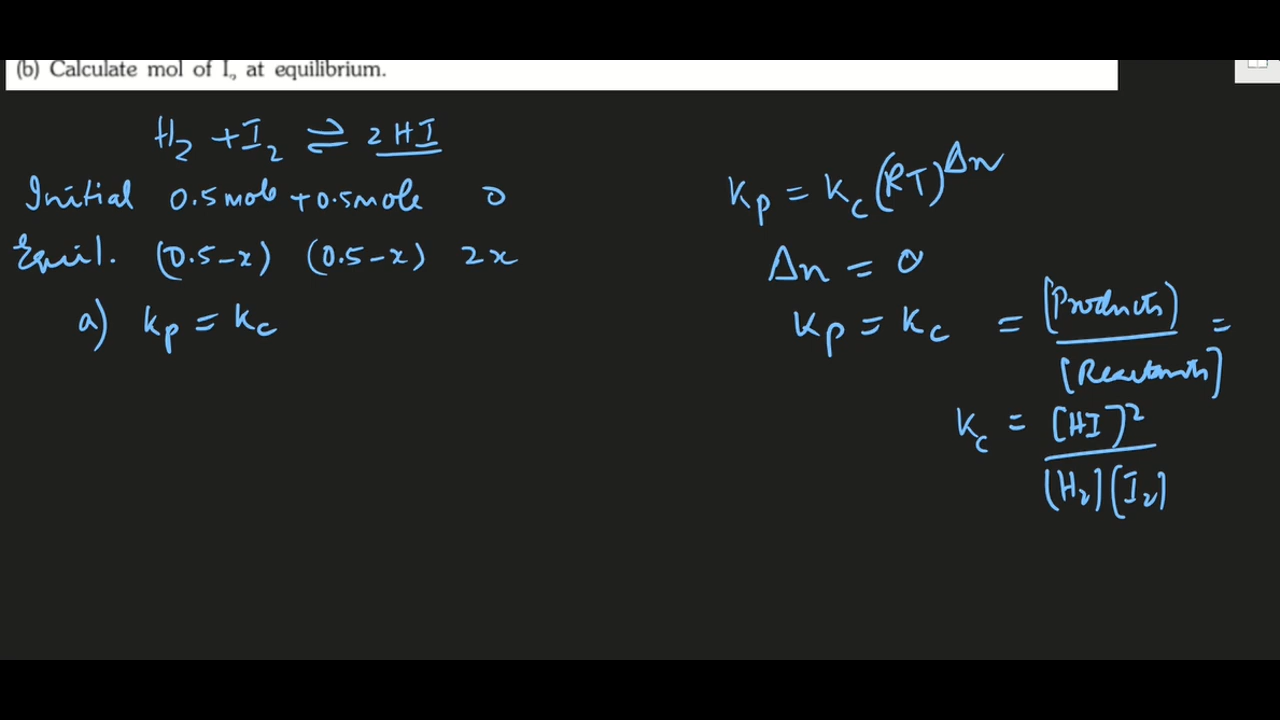 (b) Calculate mol of I₂ at equilibrium.
H₂ + I₂ ⇌ 2HI
Initial 0.5 mole + 0.5 mole 0
Equil. (0.5-x) (0.5-x) 2x
a) Kp = Kc
Kp = Kc (RT)^Δn
Δn = 0
Kp = Kc = [Products] / [Reactants] =
Kc = [HI]² / [H₂] [I₂]